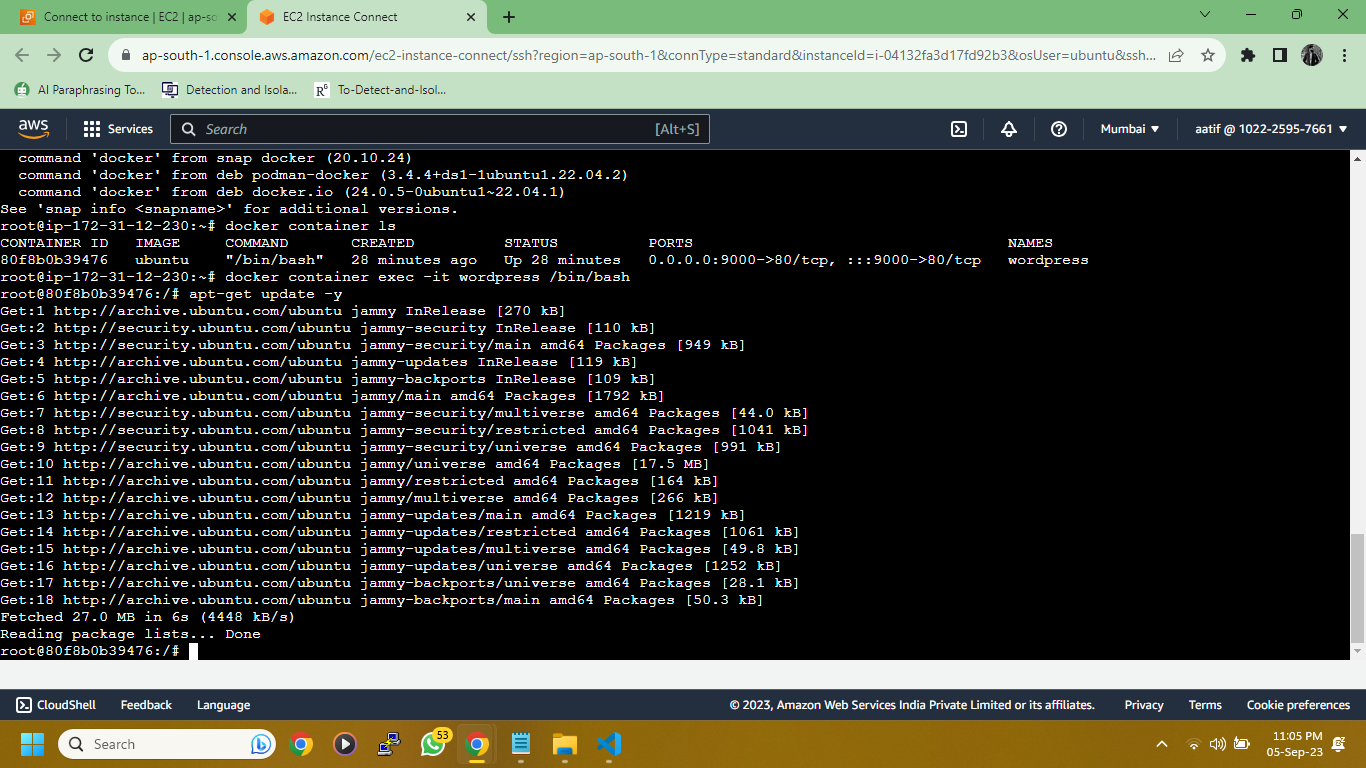 Connect to instance | EC2 | ap-so
EC2 Instance Connect
ap-south-1.console.aws.amazon.com/ec2-instance-connect/ssh?region=ap-south-1&connType=standard&instanceId=i-04132fa3d17fd92b3&osUser=ubuntu&ssh...
AI Paraphrasing To...
Detection and Isola...
To-Detect-and-Isol...
aws
Services
Search
[Alt+S]
Mumbai
aatif @ 1022-2595-7661
command 'docker' from snap docker (20.10.24)
command 'docker' from deb podman-docker (3.4.4+ds1-1ubuntu1.22.04.2)
command 'docker' from deb docker.io (24.0.5-0ubuntu1~22.04.1)
See 'snap info <snapname>' for additional versions.
root@ip-172-31-12-230:~# docker container ls
CONTAINER ID IMAGE COMMAND CREATED STATUS PORTS NAMES
80f8b0b39476 ubuntu "/bin/bash" 28 minutes ago Up 28 minutes 0.0.0.0:9000->80/tcp, :::9000->80/tcp wordpress
root@ip-172-31-12-230:~# docker container exec -it wordpress /bin/bash
root@80f8b0b39476:/# apt-get update -y
Get:1 http://archive.ubuntu.com/ubuntu jammy InRelease [270 kB]
Get:2 http://security.ubuntu.com/ubuntu jammy-security InRelease [110 kB]
Get:3 http://security.ubuntu.com/ubuntu jammy-security/main amd64 Packages [949 kB]
Get:4 http://archive.ubuntu.com/ubuntu jammy-updates InRelease [119 kB]
Get:5 http://archive.ubuntu.com/ubuntu jammy-backports InRelease [109 kB]
Get:6 http://archive.ubuntu.com/ubuntu jammy/main amd64 Packages [1792 kB]
Get:7 http://security.ubuntu.com/ubuntu jammy-security/multiverse amd64 Packages [44.0 kB]
Get:8 http://security.ubuntu.com/ubuntu jammy-security/restricted amd64 Packages [1041 kB]
Get:9 http://security.ubuntu.com/ubuntu jammy-security/universe amd64 Packages [991 kB]
Get:10 http://archive.ubuntu.com/ubuntu jammy/universe amd64 Packages [17.5 MB]
Get:11 http://archive.ubuntu.com/ubuntu jammy/restricted amd64 Packages [164 kB]
Get:12 http://archive.ubuntu.com/ubuntu jammy/multiverse amd64 Packages [266 kB]
Get:13 http://archive.ubuntu.com/ubuntu jammy-updates/main amd64 Packages [1219 kB]
Get:14 http://archive.ubuntu.com/ubuntu jammy-updates/restricted amd64 Packages [1061 kB]
Get:15 http://archive.ubuntu.com/ubuntu jammy-updates/multiverse amd64 Packages [49.8 kB]
Get:16 http://archive.ubuntu.com/ubuntu jammy-updates/universe amd64 Packages [1252 kB]
Get:17 http://archive.ubuntu.com/ubuntu jammy-backports/universe amd64 Packages [28.1 kB]
Get:18 http://archive.ubuntu.com/ubuntu jammy-backports/main amd64 Packages [50.3 kB]
Fetched 27.0 MB in 6s (4448 kB/s)
Reading package lists... Done
root@80f8b0b39476:/#
CloudShell
Feedback
Language
© 2023, Amazon Web Services India Private Limited or its affiliates.
Privacy
Terms
Cookie preferences
Search
53
11:05 PM
05-Sep-23